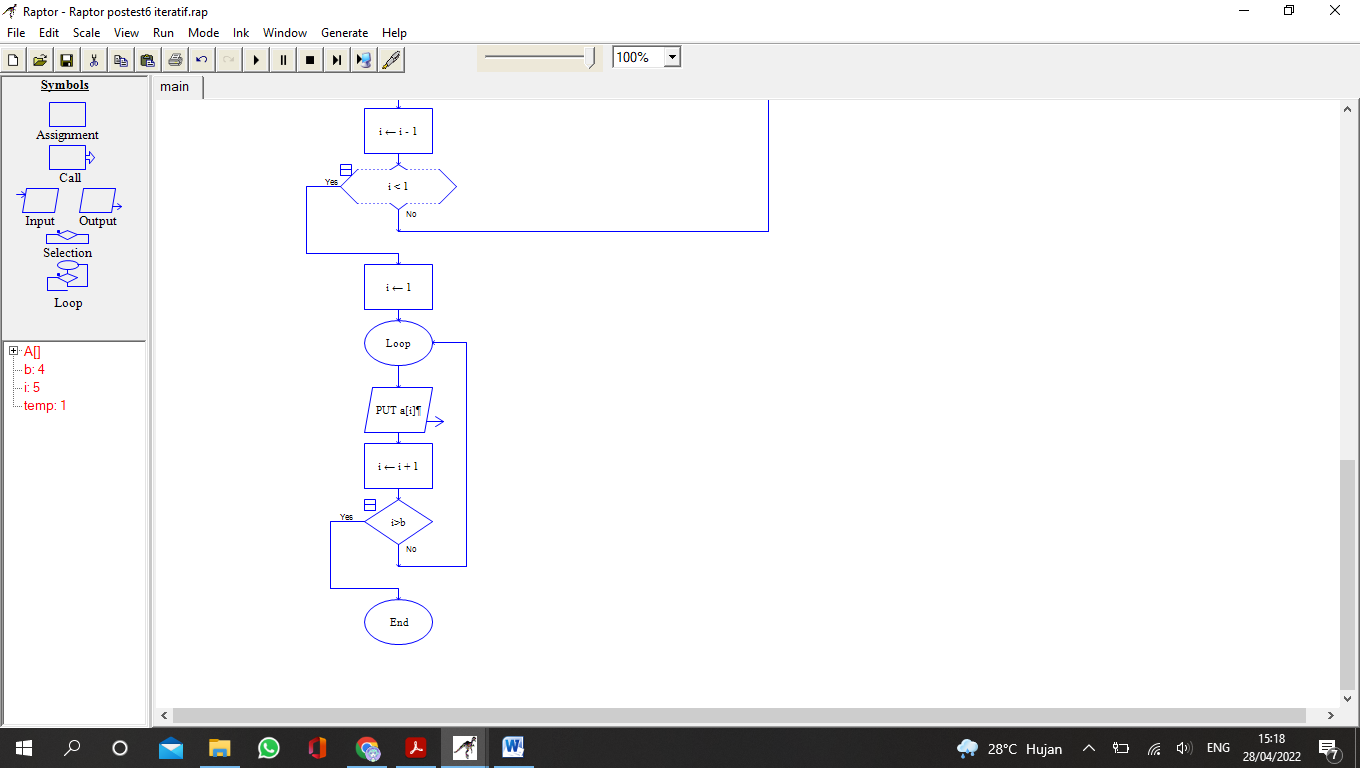 Raptor - Raptor postest6 iteratif.rap
File Edit Scale View Run Mode Ink Window Generate Help
100%
Symbols
Assignment
Call
Input Output
Selection
Loop
A[]
b: 4
i: 5
temp: 1
main
i ← i - 1
Yes
i < 1
No
i ← 1
Loop
PUT a[i]¶
i ← i + 1
Yes
i>b
No
End
28°C Hujan
ENG
15:18
28/04/2022
7